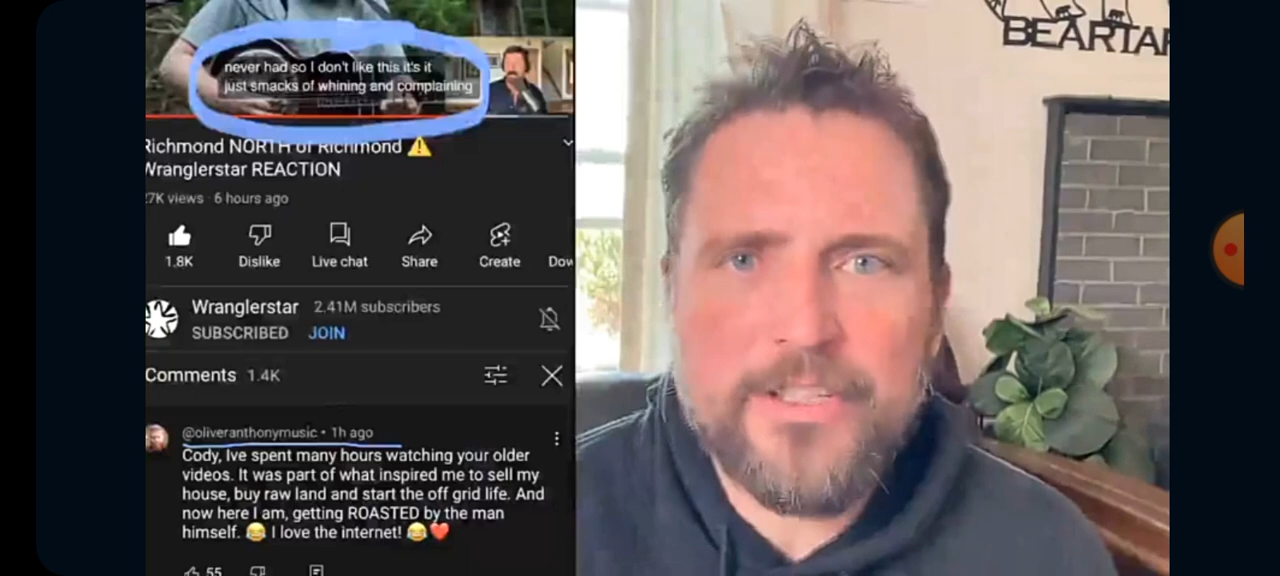 never had so I don't like this it's it
just smacks of whining and complaining
Richmond NORTH of Richmond ⚠️
Wranglerstar REACTION
7K views · 6 hours ago
1.8K
Dislike
Live chat
Share
Create
Dow
Wranglerstar 2.41M subscribers
SUBSCRIBED JOIN
Comments 1.4K
@oliveranthonymusic • 1h ago
Cody, Ive spent many hours watching your older
videos. It was part of what inspired me to sell my
house, buy raw land and start the off grid life. And
now here I am, getting ROASTED by the man
himself. 😂 I love the internet! 😂❤️
55
BEARTAR